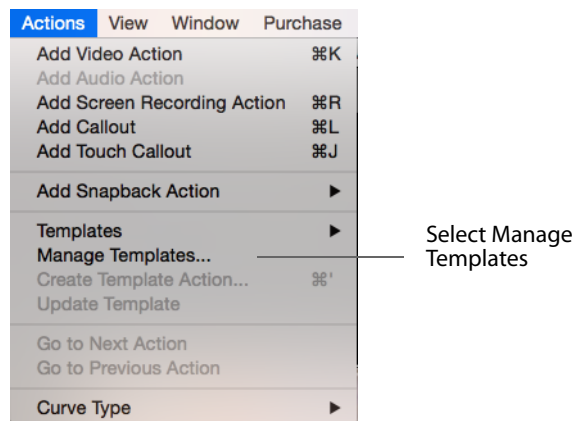 Actions View Window Purchase
Add Video Action ⌘K
Add Audio Action
Add Screen Recording Action ⌘R
Add Callout ⌘L
Add Touch Callout ⌘J
Add Snapback Action ▶
Templates ▶
Manage Templates...
Create Template Action... ⌘'
Update Template
Go to Next Action
Go to Previous Action
Curve Type ▶
Select Manage
Templates